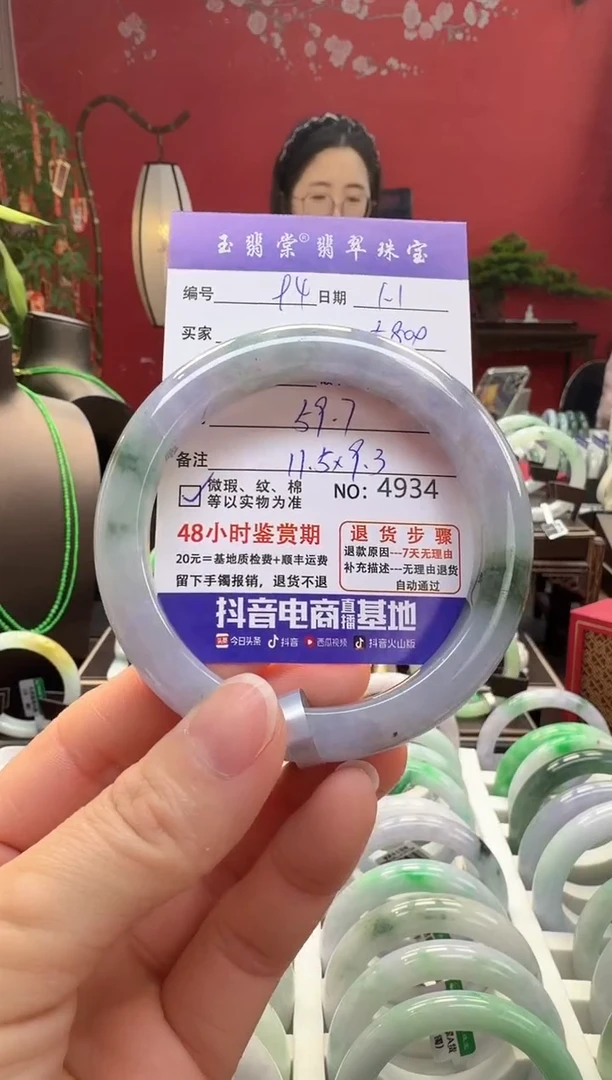 玉翡棠®翡翠珠宝
编号 94 日期 1-1
买家
59.7
备注 11.5×9.3
微瑕、纹、棉
等以实物为准
NO: 4934
48小时鉴赏期
20元=基地质检费+顺丰运费
留下手镯报销，退货不退
退货步骤
退款原因---7天无理由
补充描述---无理由退货
自动通过
抖音电商直播基地
头条 今日头条 抖音 西瓜视频 抖音火山版